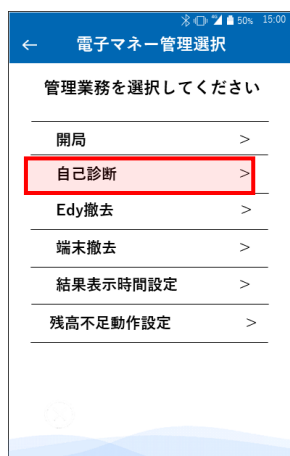 50% 15:00
← 電子マネー管理選択
管理業務を選択してください
開局 >
自己診断 >
Edy撤去 >
端末撤去 >
結果表示時間設定 >
残高不足動作設定 >